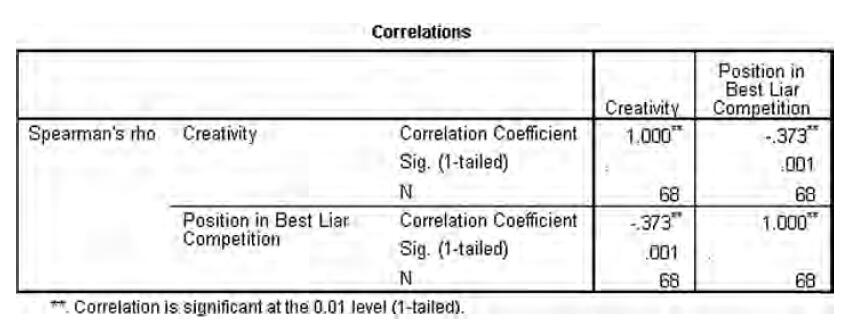 Correlations
Creativity Position in Best Liar Competition
Spearman's rho Creativity Correlation Coefficient 1.000** -.373**
Sig. (1-tailed) . .001
N 68 68
Position in Best Liar Competition Correlation Coefficient -.373** 1.000**
Sig. (1-tailed) .001 .
N 68 68
**. Correlation is significant at the 0.01 level (1-tailed).